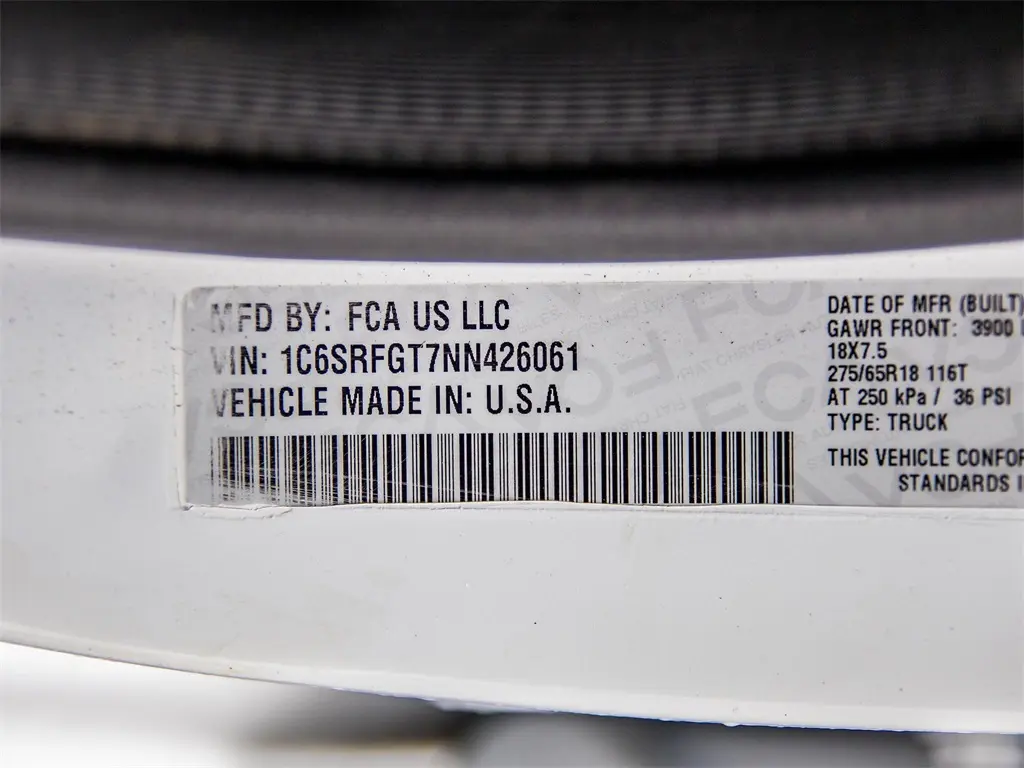 MFD BY: FCA US LLC
VIN: 1C6SRFGT7NN426061
VEHICLE MADE IN: U.S.A.
DATE OF MFR (BUILT)
GAWR FRONT: 3900
18X7.5
275/65R18 116T
AT 250 kPa / 36 PSI
TYPE: TRUCK
THIS VEHICLE
STANDARDS